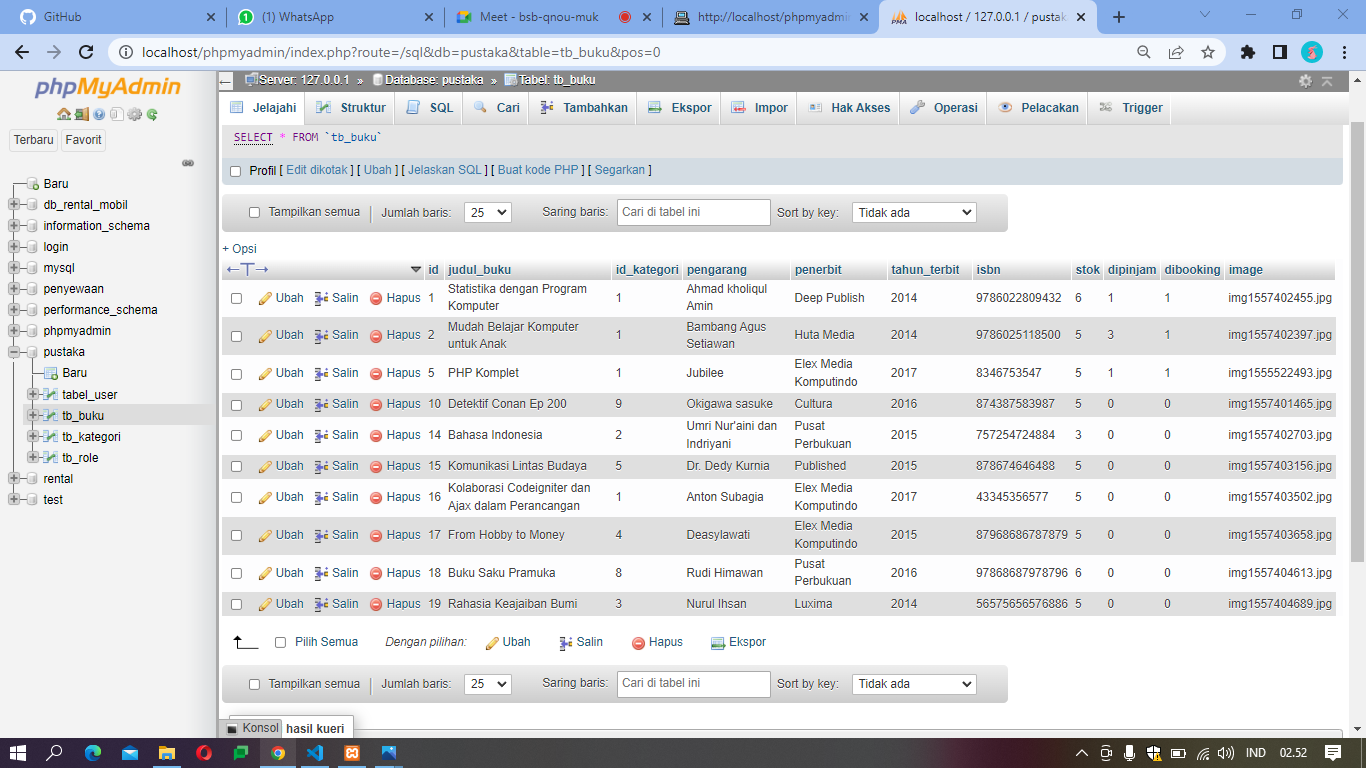 GitHub
(1) WhatsApp
Meet - bsb-qnou-muk
http://localhost/phpmyadmin
localhost / 127.0.0.1 / pustaka
localhost/phpmyadmin/index.php?route=/sql&db=pustaka&table=tb_buku&pos=0
phpMyAdmin
Terbaru Favorit
Baru
db_rental_mobil
information_schema
login
mysql
penyewaan
performance_schema
phpmyadmin
pustaka
Baru
tabel_user
tb_buku
tb_kategori
tb_role
rental
test
Server: 127.0.0.1 » Database: pustaka » Tabel: tb_buku
Jelajahi Struktur SQL Cari Tambahkan Ekspor Impor Hak Akses Operasi Pelacakan Trigger
SELECT * FROM `tb_buku`
Profil [ Edit dikotak ] [ Ubah ] [ Jelaskan SQL ] [ Buat kode PHP ] [ Segarkan ]
Tampilkan semua | Jumlah baris: 25 Saring baris: Cari di tabel ini Sort by key: Tidak ada
+ Opsi
←T→ id judul_buku id_kategori pengarang penerbit tahun_terbit isbn stok dipinjam dibooking image
Ubah Salin Hapus 1 Statistika dengan Program Komputer 1 Ahmad kholiqul Amin Deep Publish 2014 9786022809432 6 1 1 img1557402455.jpg
Ubah Salin Hapus 2 Mudah Belajar Komputer untuk Anak 1 Bambang Agus Setiawan Huta Media 2014 9786025118500 5 3 1 img1557402397.jpg
Ubah Salin Hapus 5 PHP Komplet 1 Jubilee Elex Media Komputindo 2017 8346753547 5 1 1 img1555522493.jpg
Ubah Salin Hapus 10 Detektif Conan Ep 200 9 Okigawa sasuke Cultura 2016 874387583987 5 0 0 img1557401465.jpg
Ubah Salin Hapus 14 Bahasa Indonesia 2 Umri Nur'aini dan Indriyani Pusat Perbukuan 2015 757254724884 3 0 0 img1557402703.jpg
Ubah Salin Hapus 15 Komunikasi Lintas Budaya 5 Dr. Dedy Kurnia Published 2015 878674646488 5 0 0 img1557403156.jpg
Ubah Salin Hapus 16 Kolaborasi Codeigniter dan Ajax dalam Perancangan 1 Anton Subagia Elex Media Komputindo 2017 43345356577 5 0 0 img1557403502.jpg
Ubah Salin Hapus 17 From Hobby to Money 4 Deasylawati Elex Media Komputindo 2015 87968686787879 5 0 0 img1557403658.jpg
Ubah Salin Hapus 18 Buku Saku Pramuka 8 Rudi Himawan Pusat Perbukuan 2016 97868687978796 6 0 0 img1557404613.jpg
Ubah Salin Hapus 19 Rahasia Keajaiban Bumi 3 Nurul Ihsan Luxima 2014 56575656576886 5 0 0 img1557404689.jpg
Pilih Semua Dengan pilihan: Ubah Salin Hapus Ekspor
Tampilkan semua | Jumlah baris: 25 Saring baris: Cari di tabel ini Sort by key: Tidak ada
Konsol hasil kueri
IND 02.52